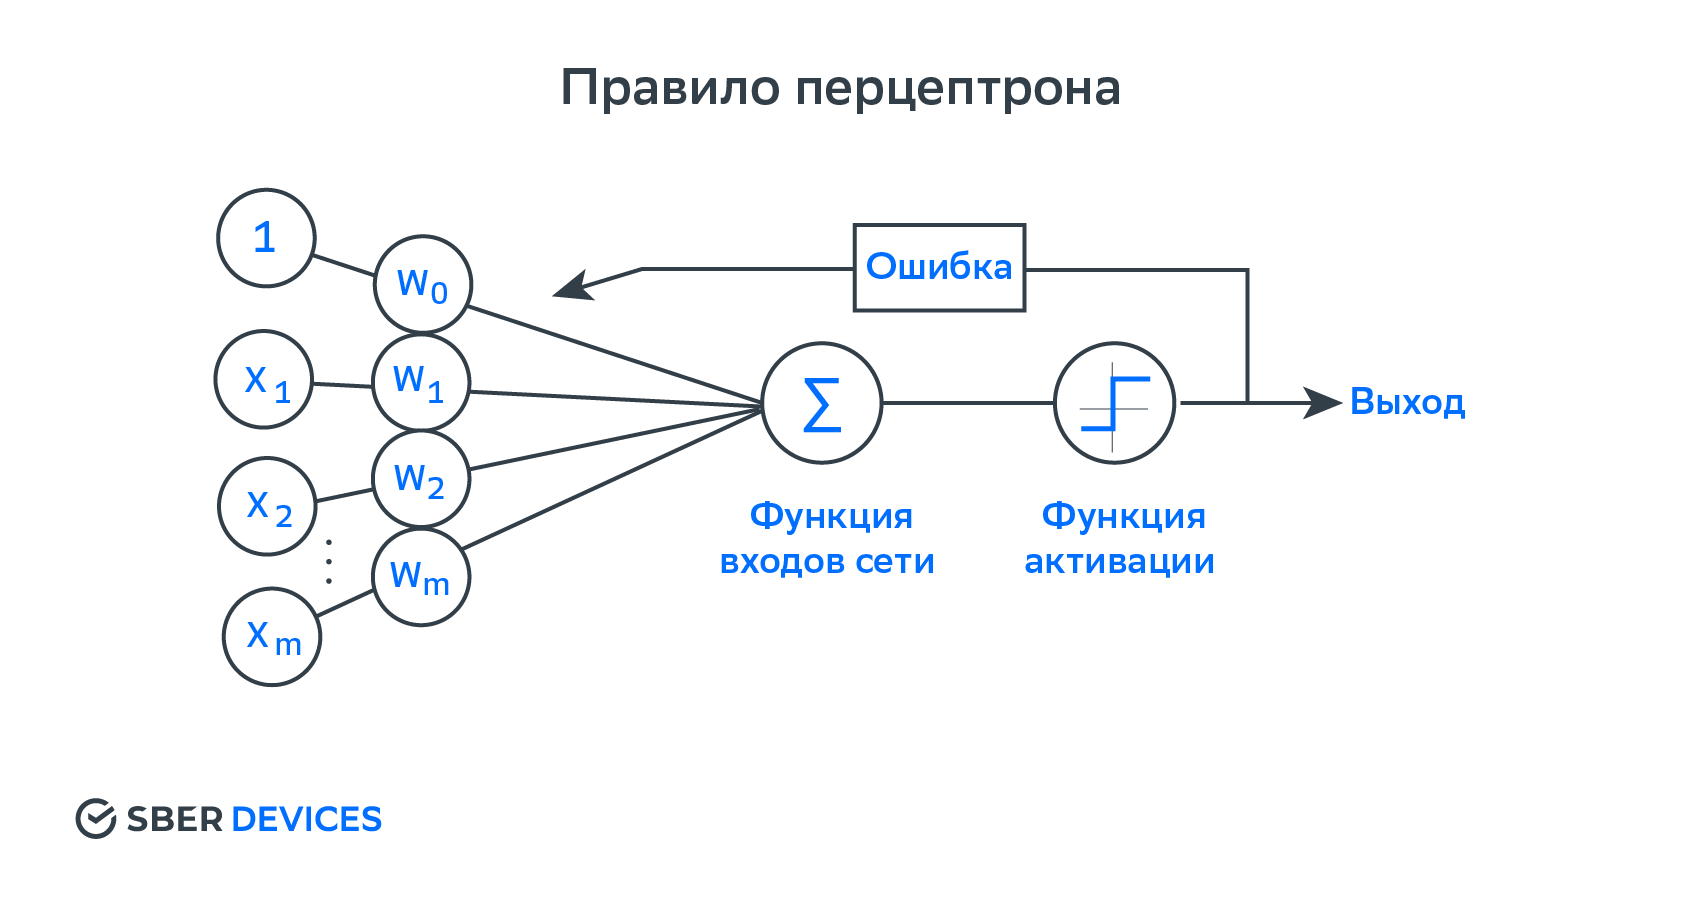 Правило перцептрона
1
w0
Ошибка
x1
w1
Σ
Выход
x2
w2
Функция
входов сети
Функция
активации
xm
wm
SBER DEVICES